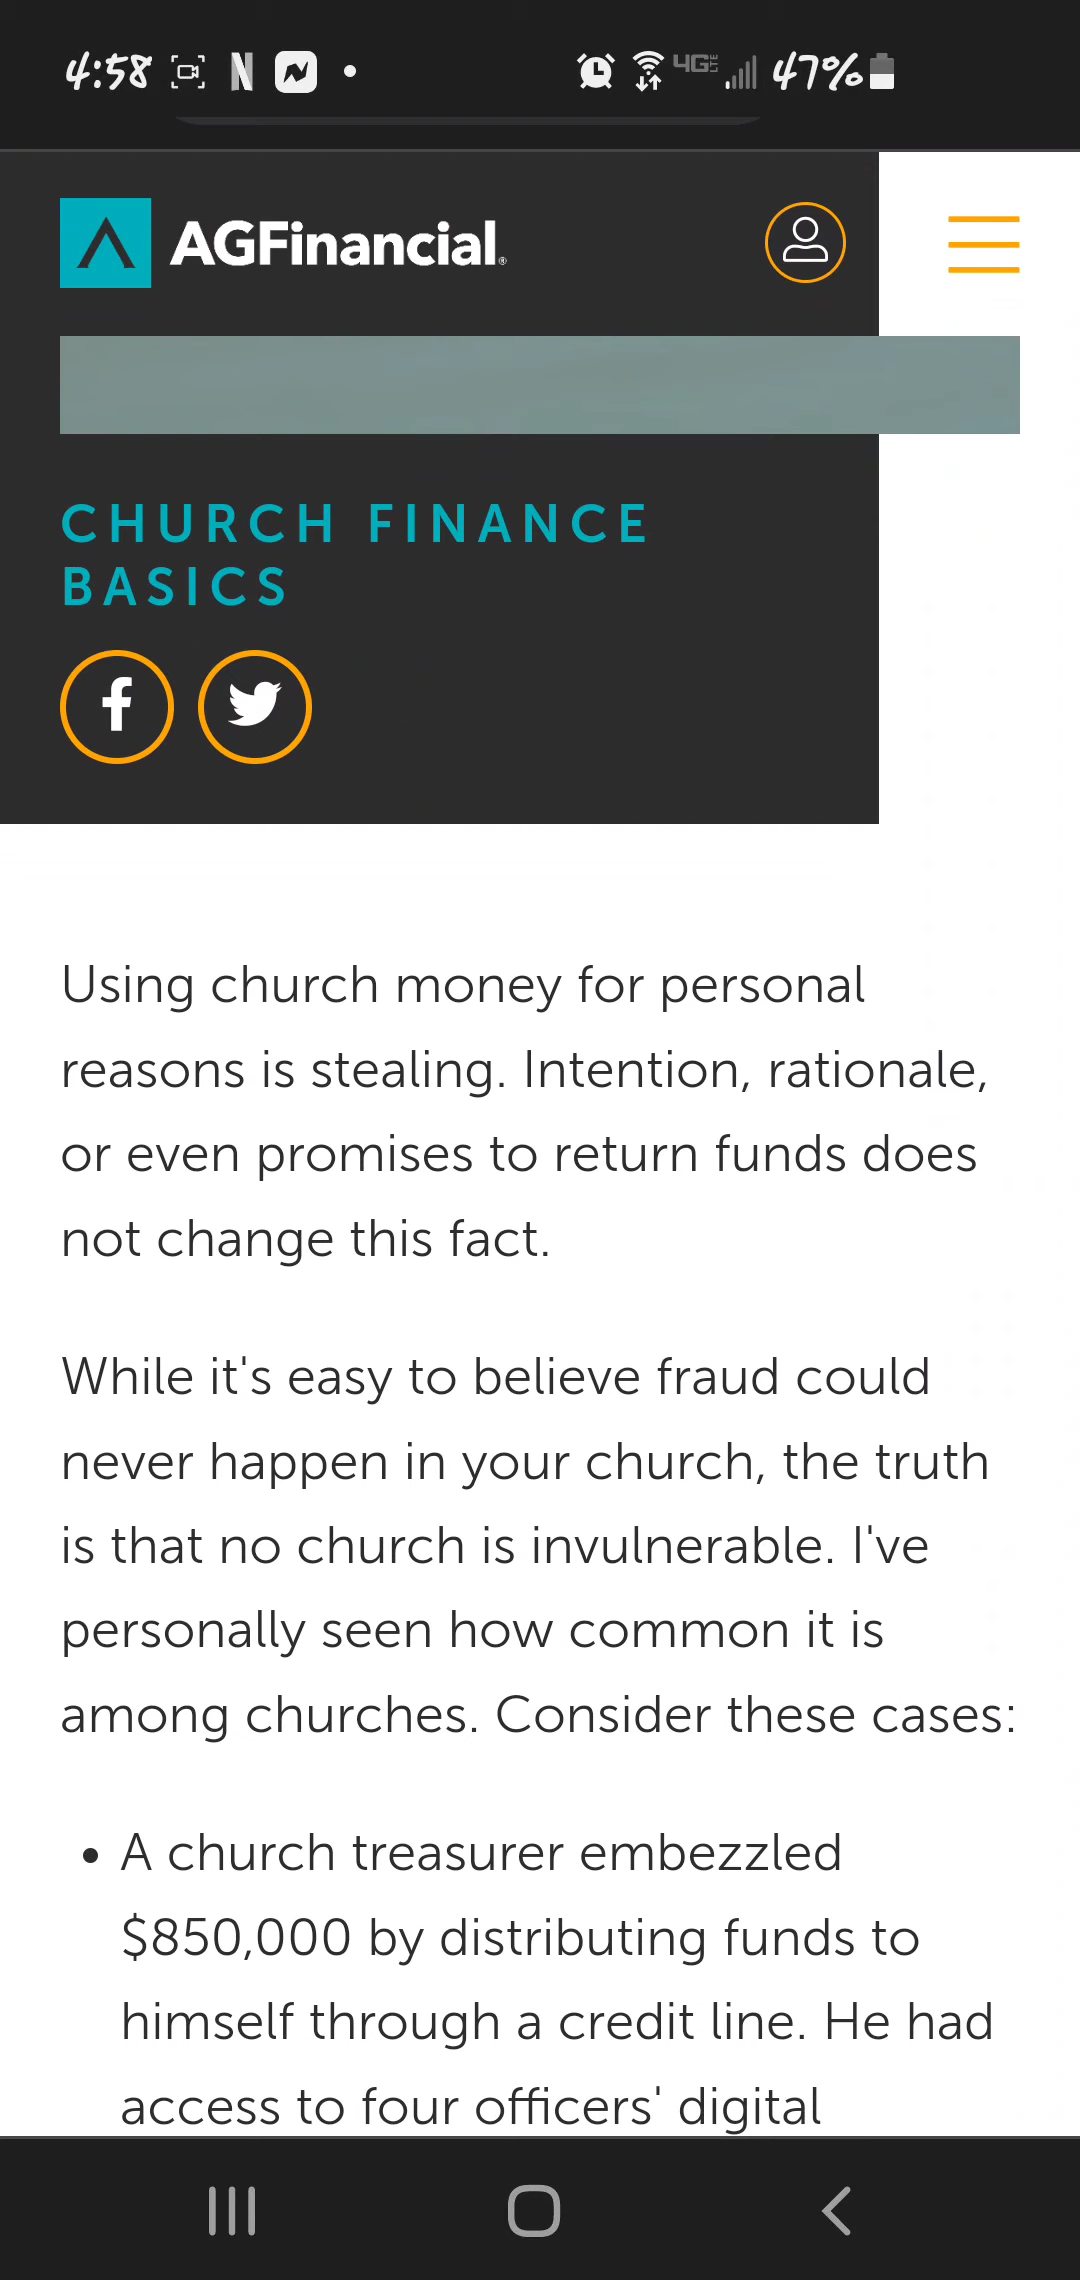 4:58 N 4G LTE 47%
AGFinancial®
CHURCH FINANCE
BASICS
Using church money for personal
reasons is stealing. Intention, rationale,
or even promises to return funds does
not change this fact.
While it's easy to believe fraud could
never happen in your church, the truth
is that no church is invulnerable. I've
personally seen how common it is
among churches. Consider these cases:
• A church treasurer embezzled
$850,000 by distributing funds to
himself through a credit line. He had
access to four officers' digital